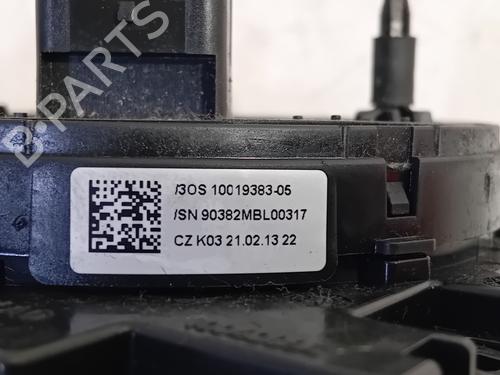 B-PARTS
/3OS 10019383-05
/SN 90382MBL00317
CZ K03 21.02.13 22